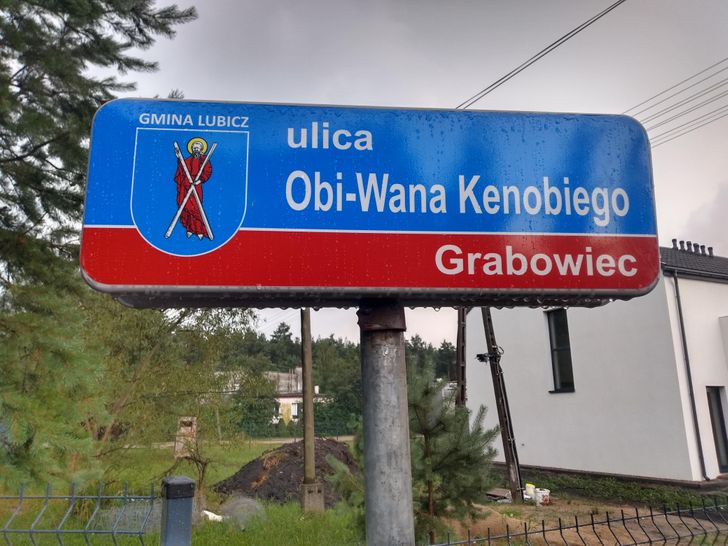 GMINA LUBICZ
ulica
Obi-Wana Kenobiego
Grabowiec